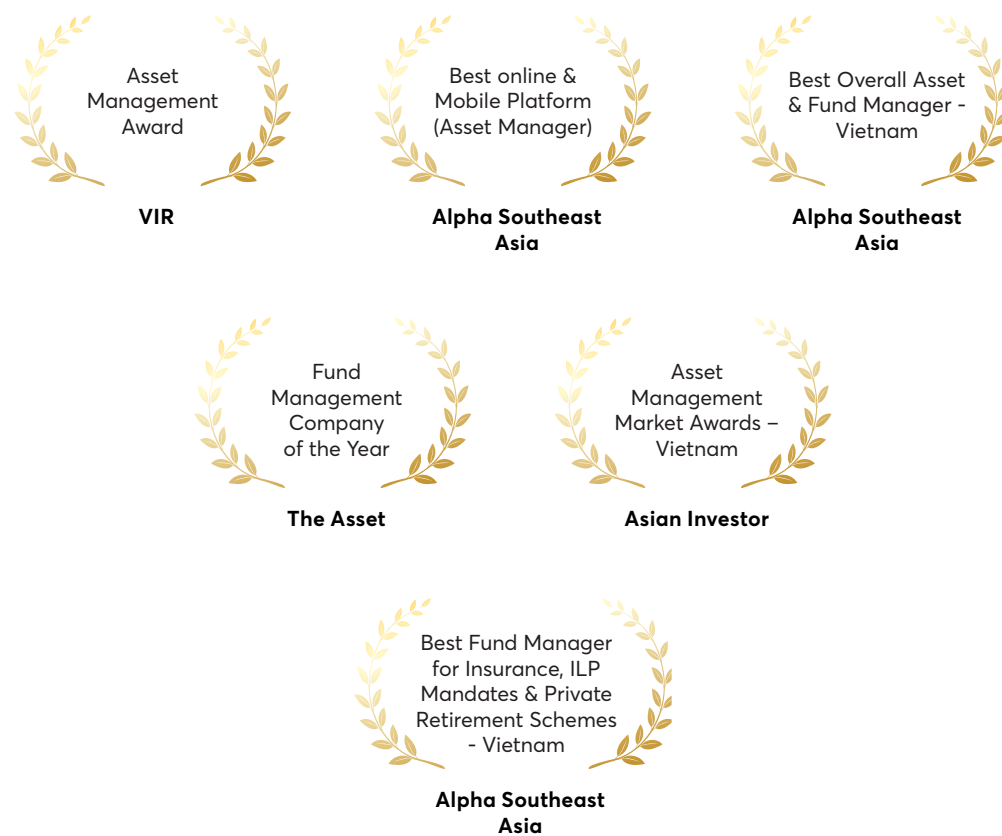 Asset
Management
Award
VIR
Best online &
Mobile Platform
(Asset Manager)
Alpha Southeast
Asia
Best Overall Asset
& Fund Manager -
Vietnam
Alpha Southeast
Asia
Fund
Management
Company
of the Year
The Asset
Asset
Management
Market Awards –
Vietnam
Asian Investor
Best Fund Manager
for Insurance, ILP
Mandates & Private
Retirement Schemes
- Vietnam
Alpha Southeast
Asia